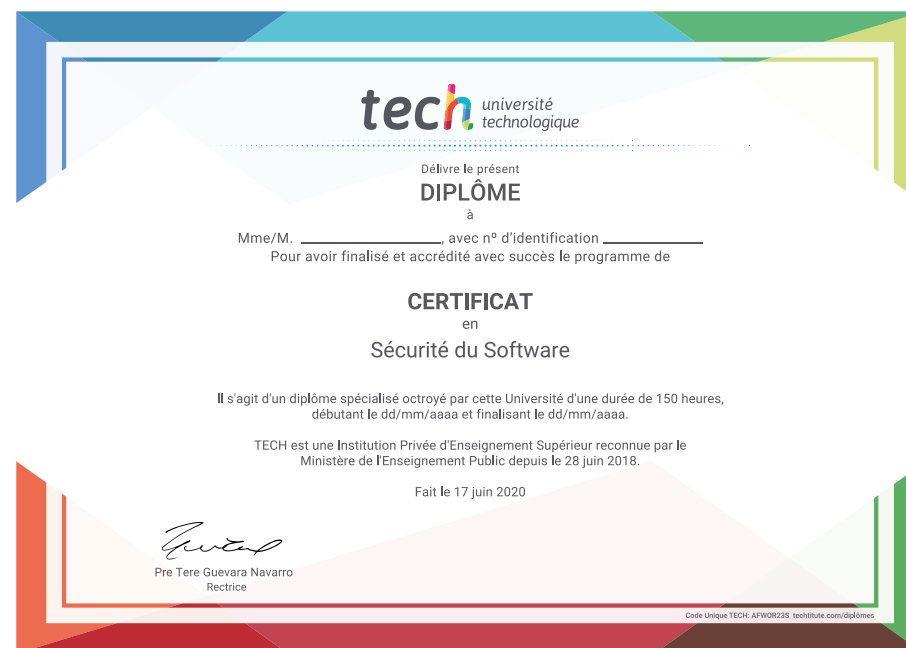 tech université
technologique
Délivre le présent
DIPLÔME
à
Mme/M. ____________________, avec nº d'identification ______________
Pour avoir finalisé et accrédité avec succès le programme de
CERTIFICAT
en
Sécurité du Software
Il s'agit d'un diplôme spécialisé octroyé par cette Université d'une durée de 150 heures,
débutant le dd/mm/aaaa et finalisant le dd/mm/aaaa.
TECH est une Institution Privée d'Enseignement Supérieur reconnue par le
Ministère de l'Enseignement Public depuis le 28 juin 2018.
Fait le 17 juin 2020
Pre Tere Guevara Navarro
Rectrice
Code Unique TECH: AFWOR23S techtitute.com/diplômes